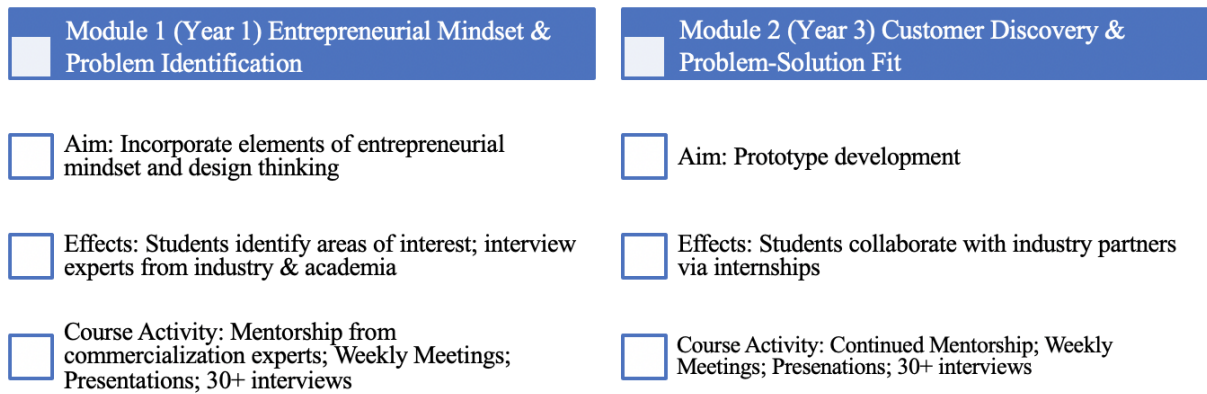 Module 1 (Year 1) Entrepreneurial Mindset &
Problem Identification
Aim: Incorporate elements of entrepreneurial
mindset and design thinking
Effects: Students identify areas of interest; interview
experts from industry & academia
Course Activity: Mentorship from
commercialization experts; Weekly Meetings;
Presentations; 30+ interviews
Module 2 (Year 3) Customer Discovery &
Problem-Solution Fit
Aim: Prototype development
Effects: Students collaborate with industry partners
via internships
Course Activity: Continued Mentorship; Weekly
Meetings; Presenations; 30+ interviews